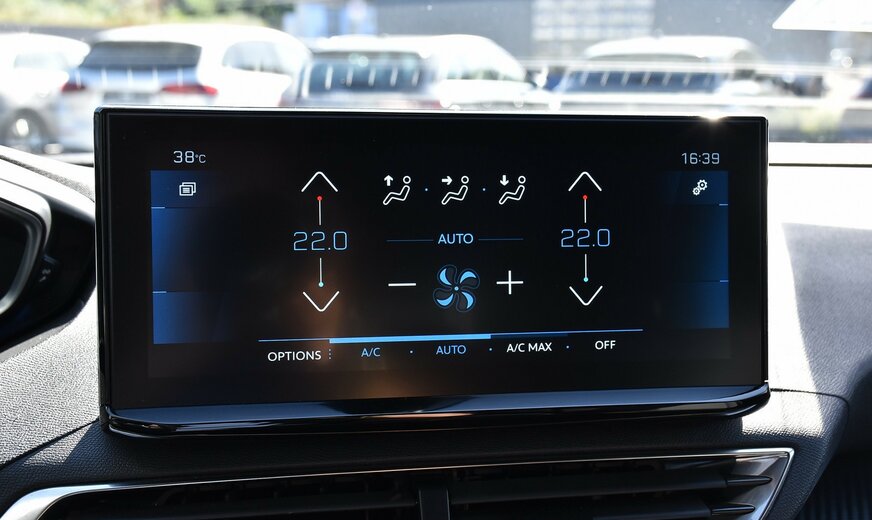 38°C 16:39
22.0 22.0
AUTO
OPTIONS A/C AUTO A/C MAX OFF